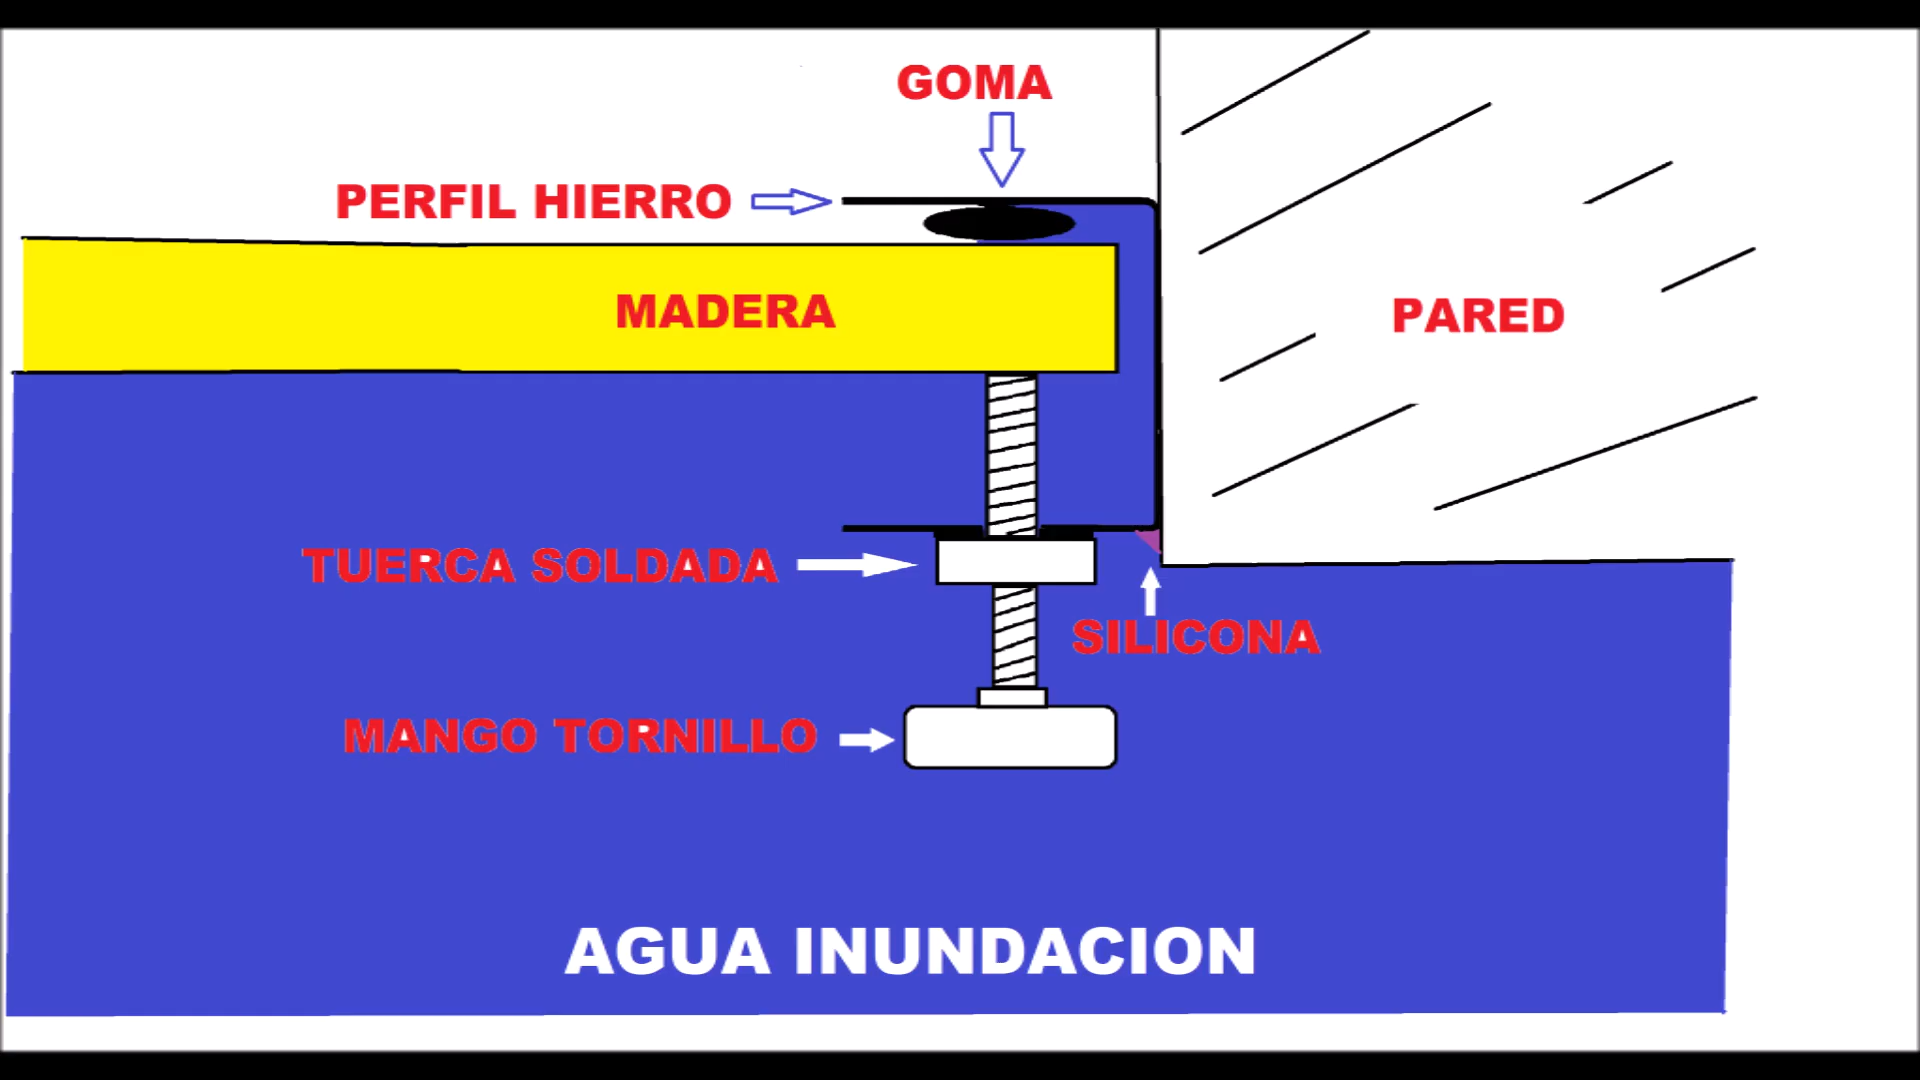 GOMA
PERFIL HIERRO
MADERA
PARED
TUERCA SOLDADA
SILICONA
MANGO TORNILLO
AGUA INUNDACION